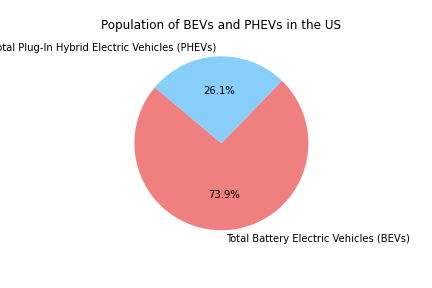 Population of BEVs and PHEVs in the US
otal Plug-In Hybrid Electric Vehicles (PHEVs)
26.1%
73.9%
Total Battery Electric Vehicles (BEVs)